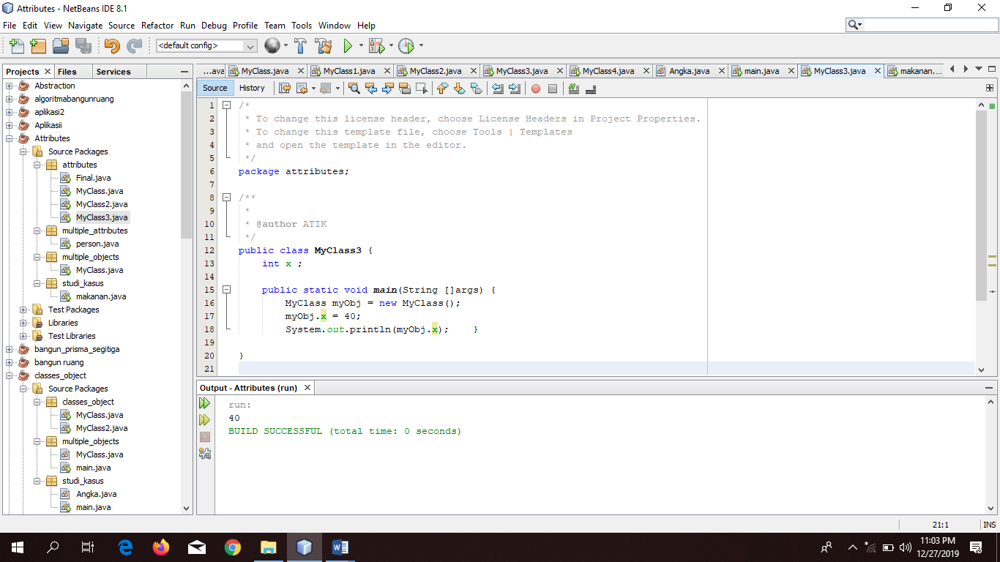 Attributes - NetBeans IDE 8.1
File Edit View Navigate Source Refactor Run Debug Profile Team Tools Window Help
<default config>
Projects Files Services
Abstraction
algoritmabangunruang
aplikasi2
Aplikasii
Attributes
Source Packages
attributes
Final.java
MyClass.java
MyClass2.java
MyClass3.java
multiple_attributes
person.java
multiple_objects
MyClass.java
studi_kasus
makanan.java
Test Packages
Libraries
Test Libraries
bangun_prisma_segitiga
bangun ruang
classes_object
Source Packages
classes_object
MyClass.java
MyClass2.java
multiple_objects
MyClass.java
main.java
studi_kasus
Angka.java
main.java
...ava MyClass.java MyClass1.java MyClass2.java MyClass3.java MyClass4.java Angka.java main.java MyClass3.java makanan....
Source History
1 /*
2 * To change this license header, choose License Headers in Project Properties.
3 * To change this template file, choose Tools | Templates
4 * and open the template in the editor.
5 */
6 package attributes;
7
8 /**
9 *
10 * @author ATIK
11 */
12 public class MyClass3 {
13 int x ;
14
15 public static void main(String []args) {
16 MyClass myObj = new MyClass();
17 myObj.x = 40;
18 System.out.println(myObj.x); }
19
20 }
21
Output - Attributes (run)
run:
40
BUILD SUCCESSFUL (total time: 0 seconds)
21:1 INS
11:03 PM
12/27/2019